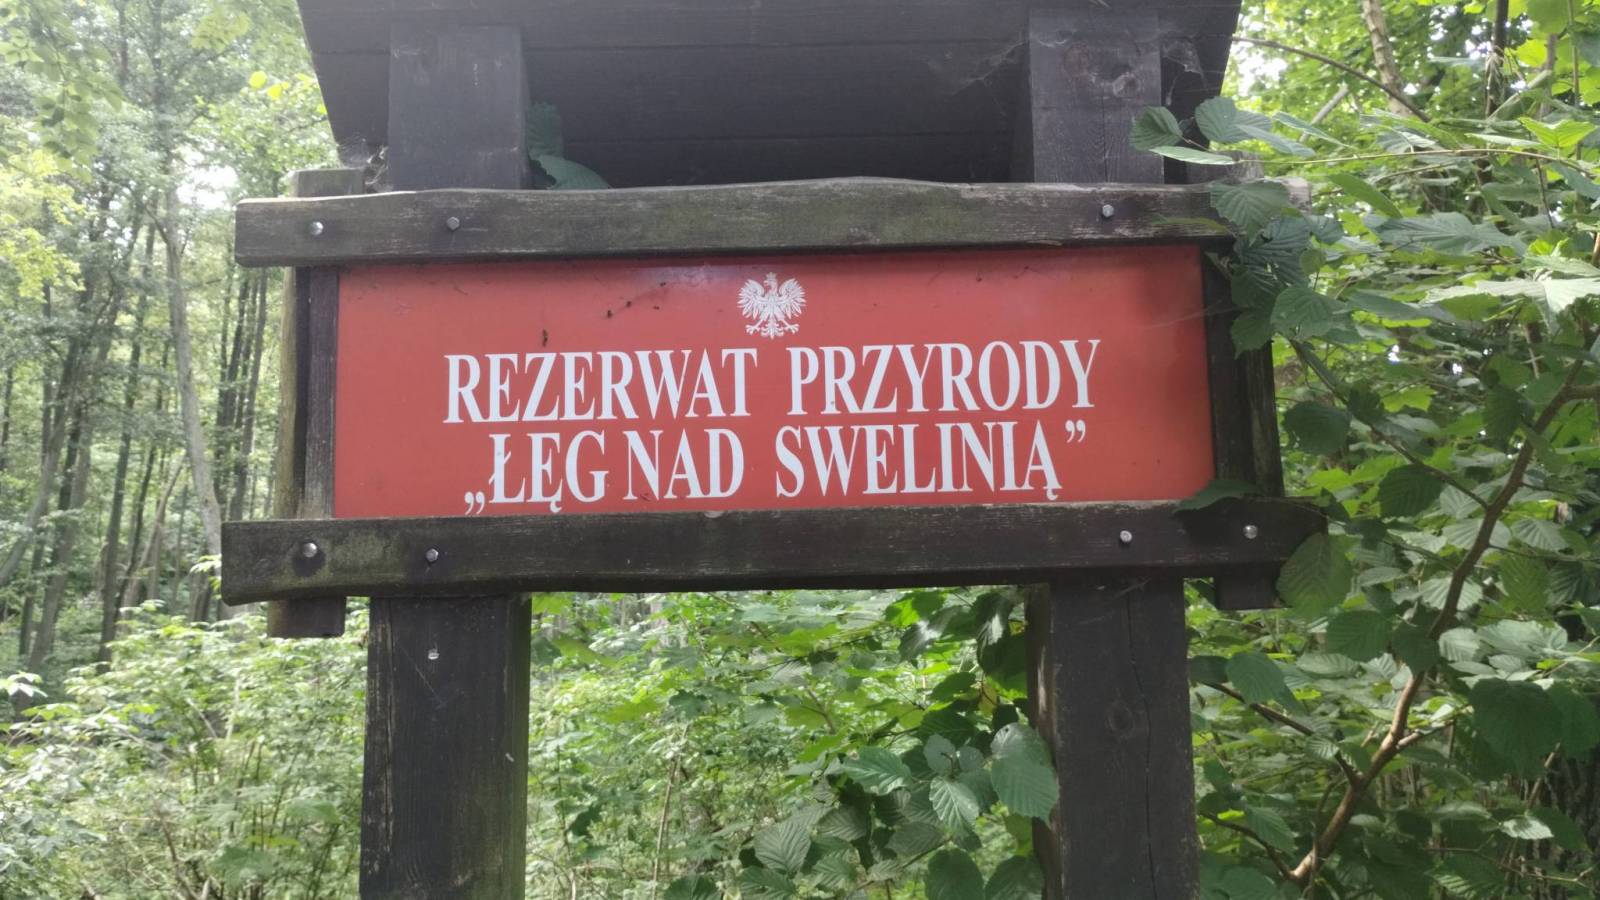 REZERWAT PRZYRODY
„ŁĘG NAD SWELINIĄ”